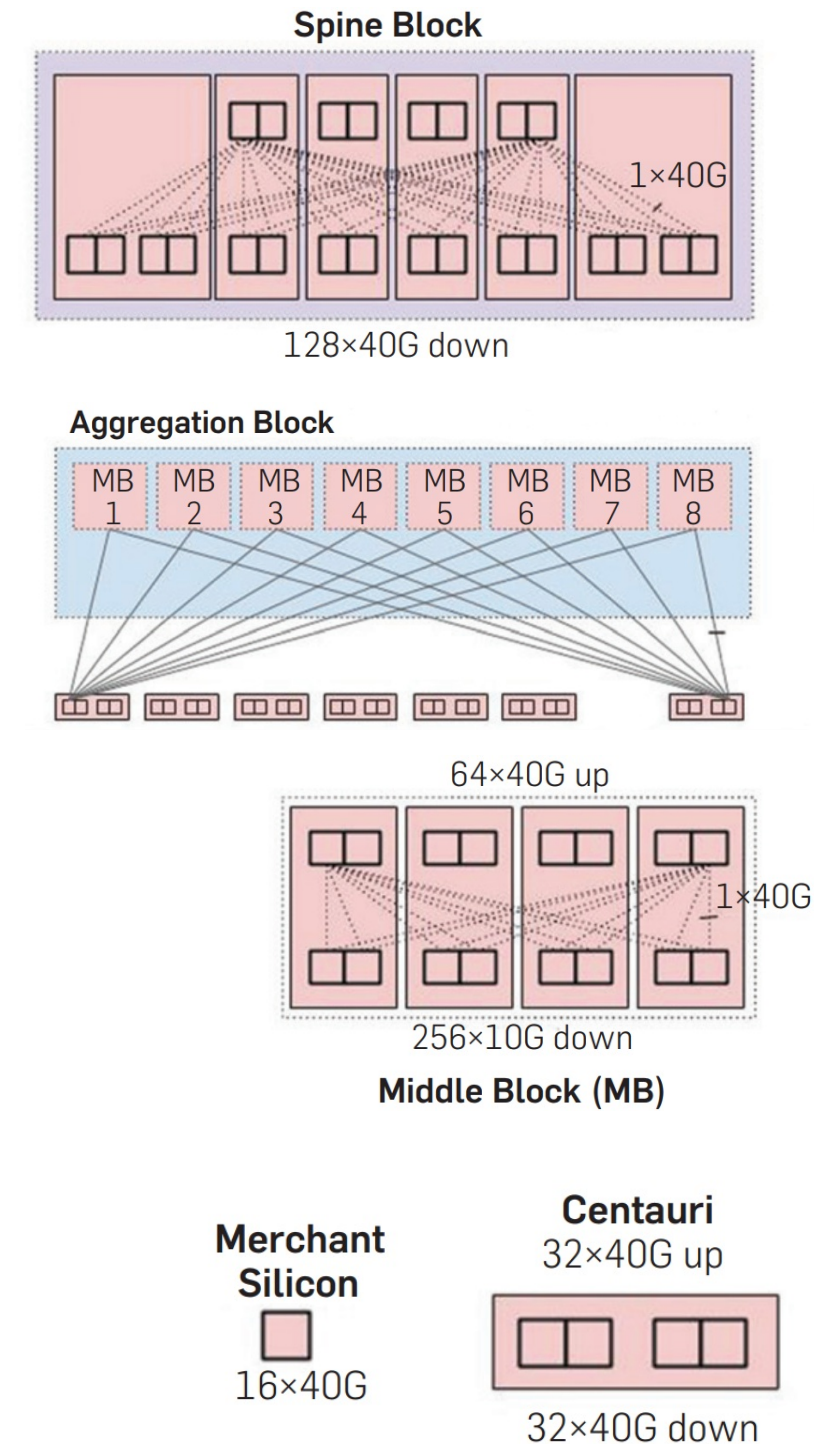 Spine Block
1×40G
128×40G down
Aggregation Block
MB
1
MB
2
MB
3
MB
4
MB
5
MB
6
MB
7
MB
8
64×40G up
1×40G
256×10G down
Middle Block (MB)
Merchant
Silicon
16×40G
Centauri
32×40G up
32×40G down